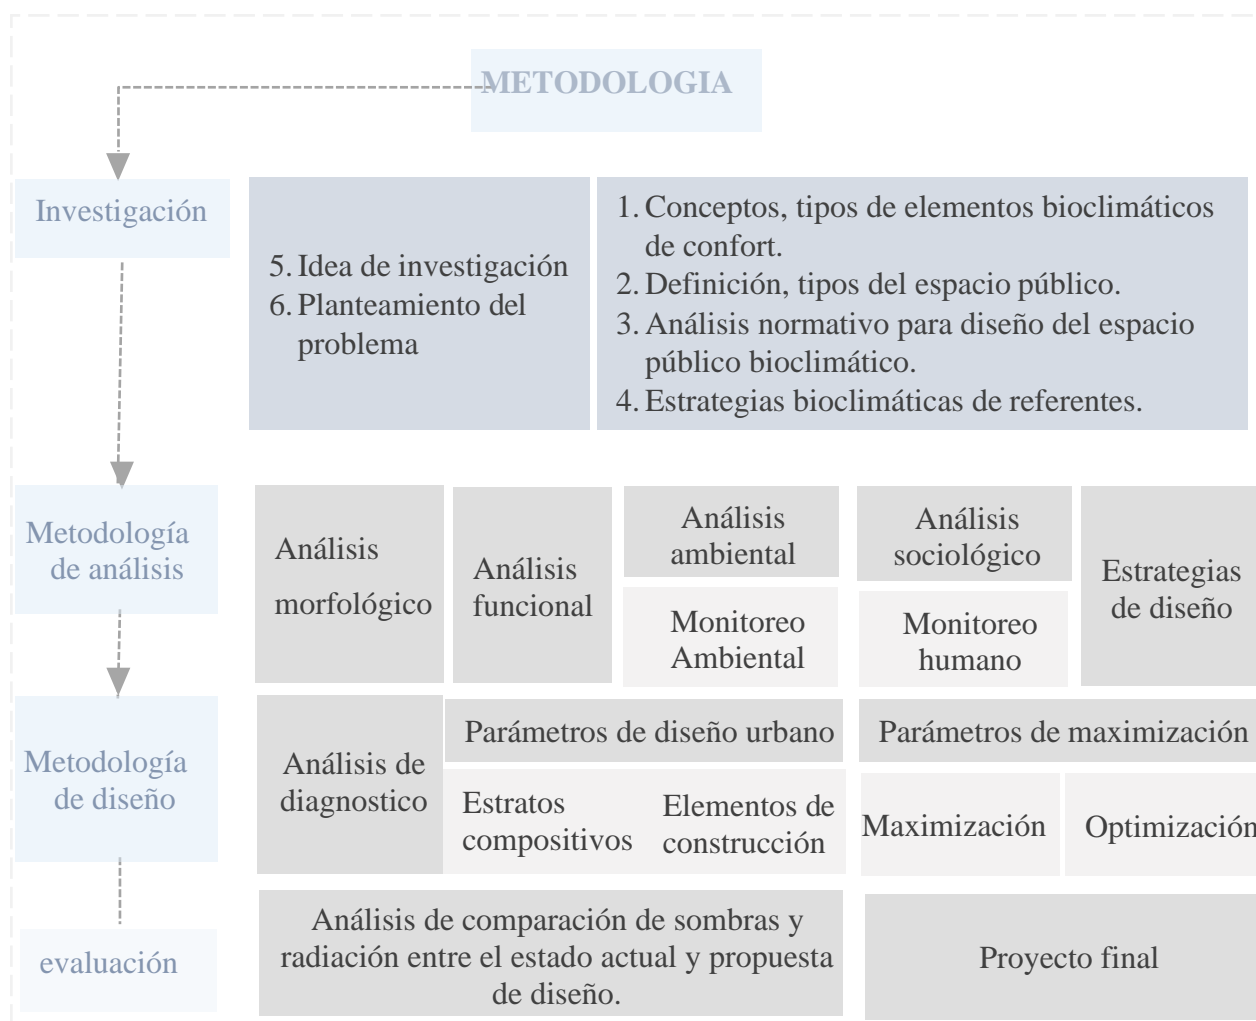 METODOLOGIA
Investigación
5. Idea de investigación
6. Planteamiento del
problema
1. Conceptos, tipos de elementos bioclimáticos
de confort.
2. Definición, tipos del espacio público.
3. Análisis normativo para diseño del espacio
público bioclimático.
4. Estrategias bioclimáticas de referentes.
Metodología
de análisis
Análisis
morfológico
Análisis
funcional
Análisis
ambiental
Monitoreo
Ambiental
Análisis
sociológico
Monitoreo
humano
Estrategias
de diseño
Metodología
de diseño
Análisis de
diagnostico
Parámetros de diseño urbano
Estratos
compositivos
Elementos de
construcción
Parámetros de maximización
Maximización
Optimización
evaluación
Análisis de comparación de sombras y
radiación entre el estado actual y propuesta
de diseño.
Proyecto final